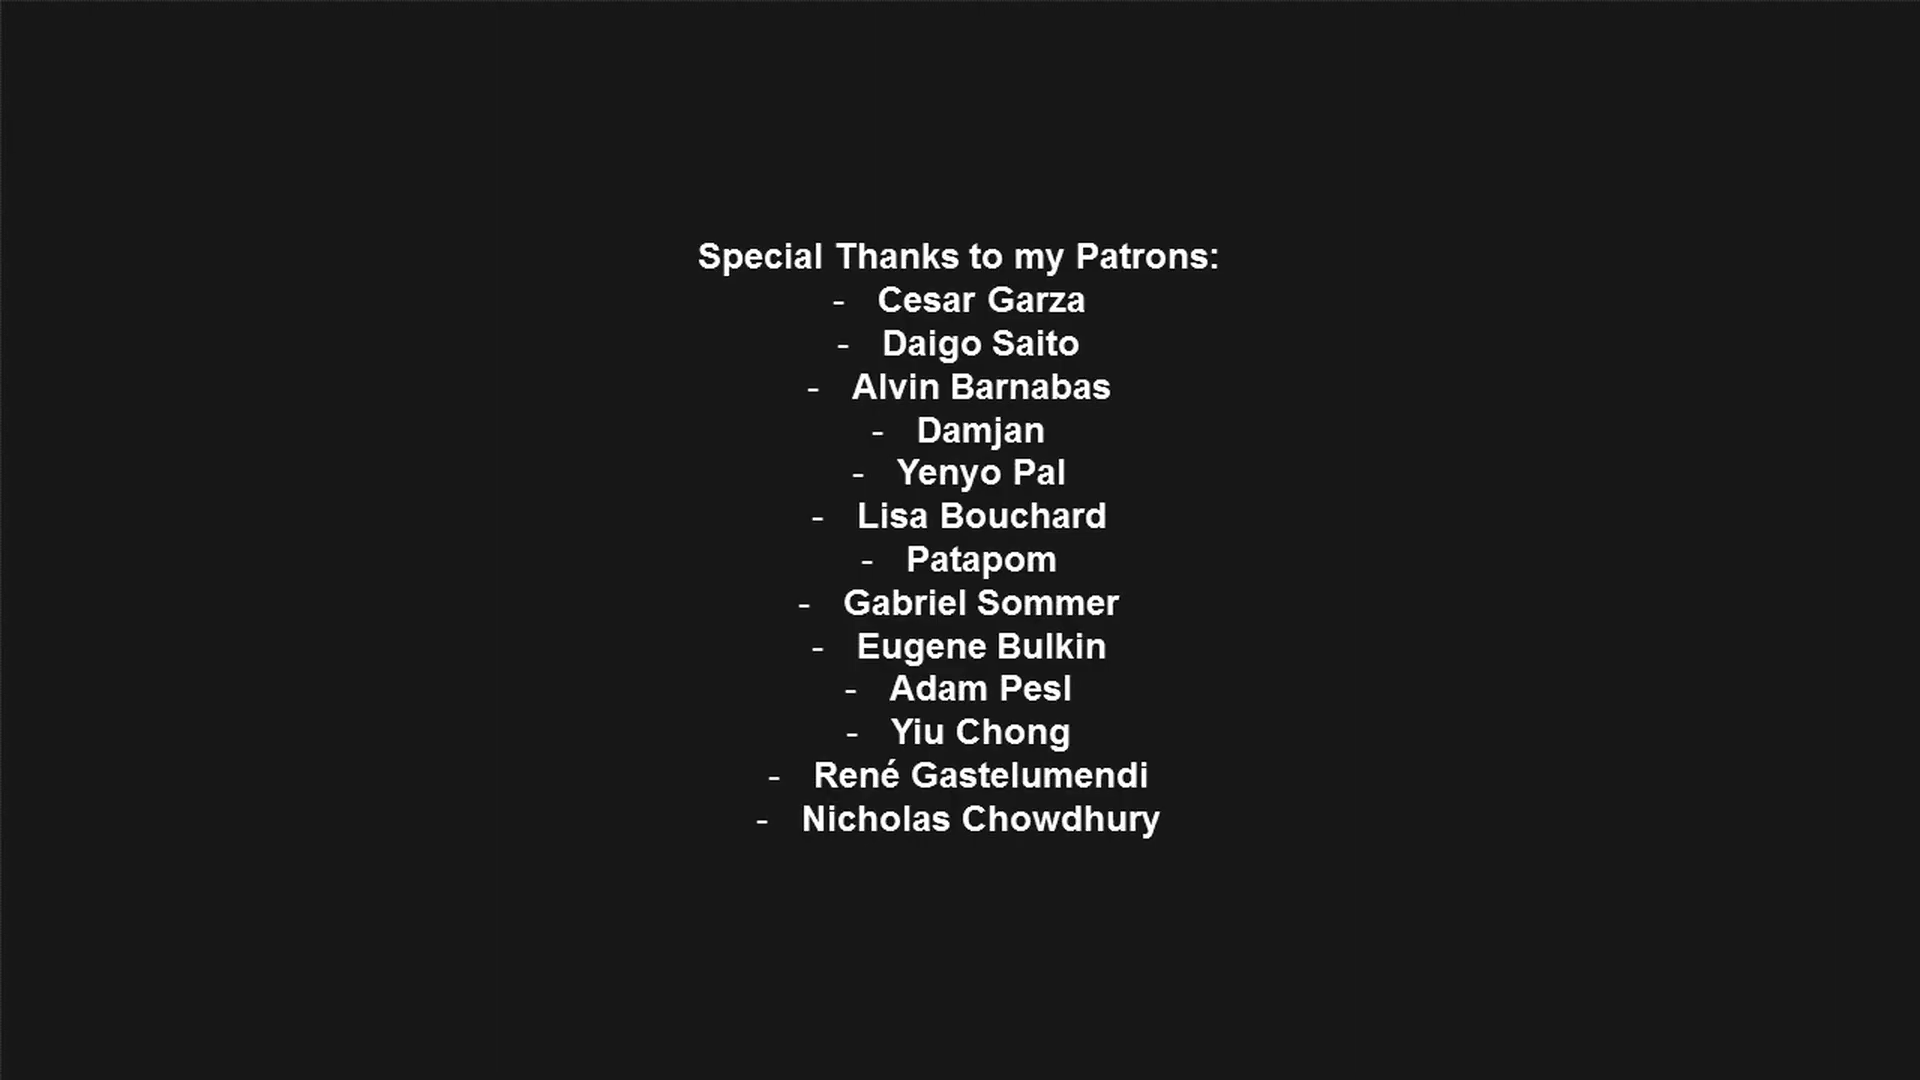 Special Thanks to my Patrons:
- Cesar Garza
- Daigo Saito
- Alvin Barnabas
- Damjan
- Yenyo Pal
- Lisa Bouchard
- Patapom
- Gabriel Sommer
- Eugene Bulkin
- Adam Pesl
- Yiu Chong
- René Gastelumendi
- Nicholas Chowdhury